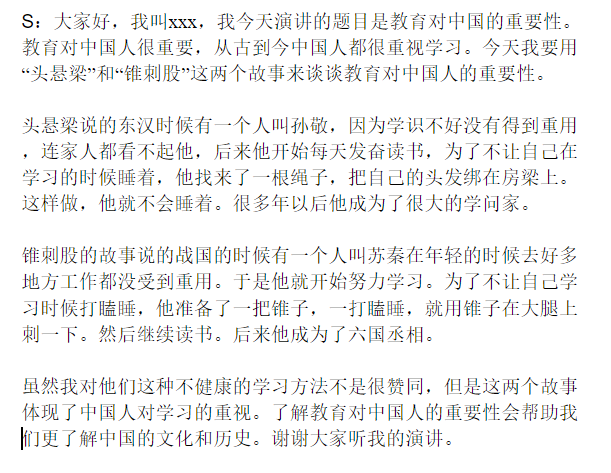 S：大家好，我叫xxx，我今天演讲的题目是教育对中国的重要性。
教育对中国人很重要，从古到今中国人都很重视学习。今天我要用
“头悬梁”和“锥刺股”这两个故事来谈谈教育对中国人的重要性。
头悬梁说的东汉时候有一个人叫孙敬，因为学识不好没有得到重用
，连家人都看不起他，后来他开始每天发奋读书，为了不让自己在
学习的时候睡着，他找来了一根绳子，把自己的头发绑在房梁上。
这样做，他就不会睡着。很多年以后他成为了很大的学问家。
锥刺股的故事说的战国的时候有一个人叫苏秦在年轻的时候去好多
地方工作都没受到重用。于是他就开始努力学习。为了不让自己学
习时候打瞌睡，他准备了一把锥子，一打瞌睡，就用锥子在大腿上
刺一下。然后继续读书。后来他成为了六国丞相。
虽然我对他们这种不健康的学习方法不是很赞同，但是这两个故事
体现了中国人对学习的重视。了解教育对中国人的重要性会帮助我
们更了解中国的文化和历史。谢谢大家听我的演讲。